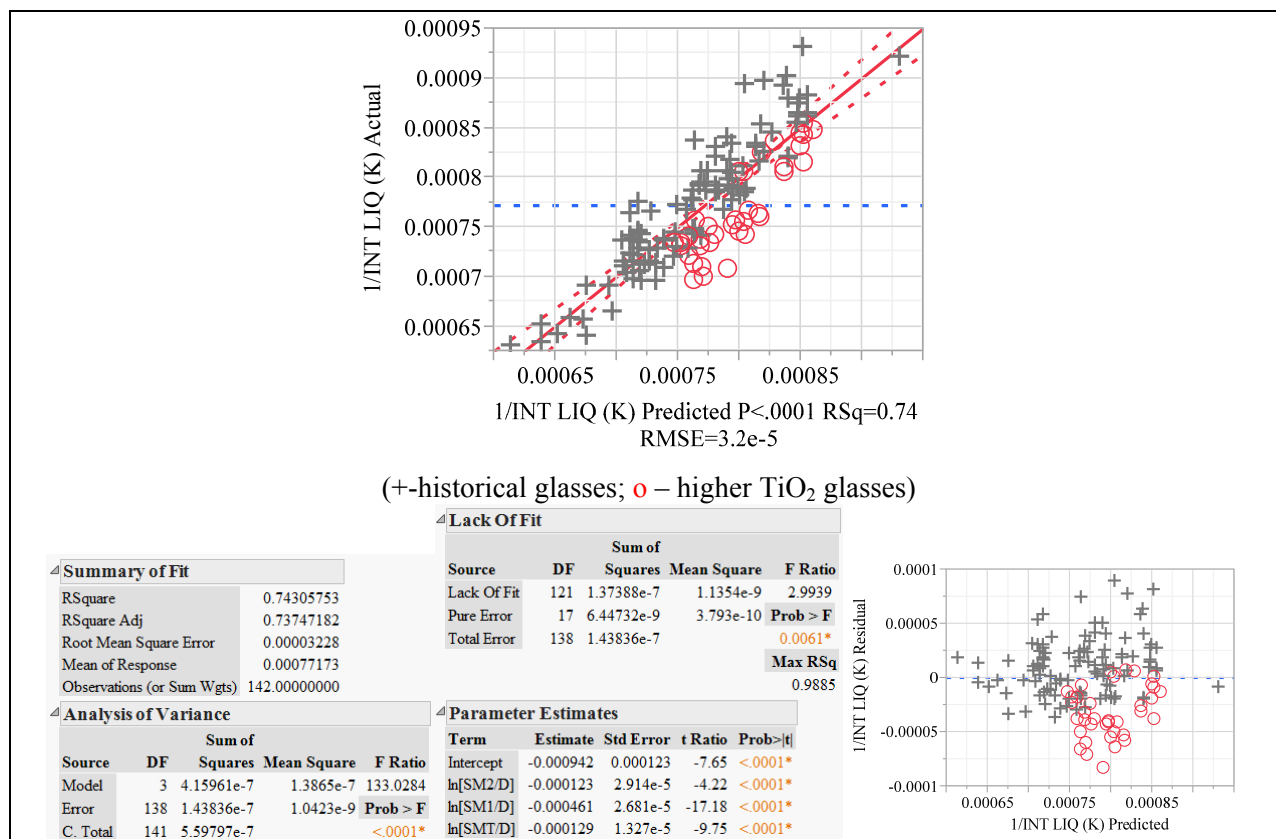 0.00095
0.0009
0.00085
0.0008
0.00075
0.0007
0.00065
1/INT LIQ (K) Actual
0.00065 0.00075 0.00085
1/INT LIQ (K) Predicted P<.0001 RSq=0.74
RMSE=3.2e-5
(+-historical glasses; o – higher TiO₂ glasses)
Summary of Fit
RSquare 0.74305753
RSquare Adj 0.73747182
Root Mean Square Error 0.00003228
Mean of Response 0.00077173
Observations (or Sum Wgts) 142.00000000
Analysis of Variance
Sum of
Source DF Squares Mean Square F Ratio
Model 3 4.15961e-7 1.3865e-7 133.0284
Error 138 1.43836e-7 1.0423e-9 Prob > F
C. Total 141 5.59797e-7 <.0001*
Lack Of Fit
Sum of
Source DF Squares Mean Square F Ratio
Lack Of Fit 121 1.37388e-7 1.1354e-9 2.9939
Pure Error 17 6.44732e-9 3.793e-10 Prob > F
Total Error 138 1.43836e-7 0.0061*
Max RSq
0.9885
Parameter Estimates
Term Estimate Std Error t Ratio Prob>|t|
Intercept -0.000942 0.000123 -7.65 <.0001*
ln[SM2/D] -0.000123 2.914e-5 -4.22 <.0001*
ln[SM1/D] -0.000461 2.681e-5 -17.18 <.0001*
ln[SMT/D] -0.000129 1.327e-5 -9.75 <.0001*
0.0001
0.00005
0
-0.00005
-0.0001
1/INT LIQ (K) Residual
0.00065 0.00075 0.00085
1/INT LIQ (K) Predicted